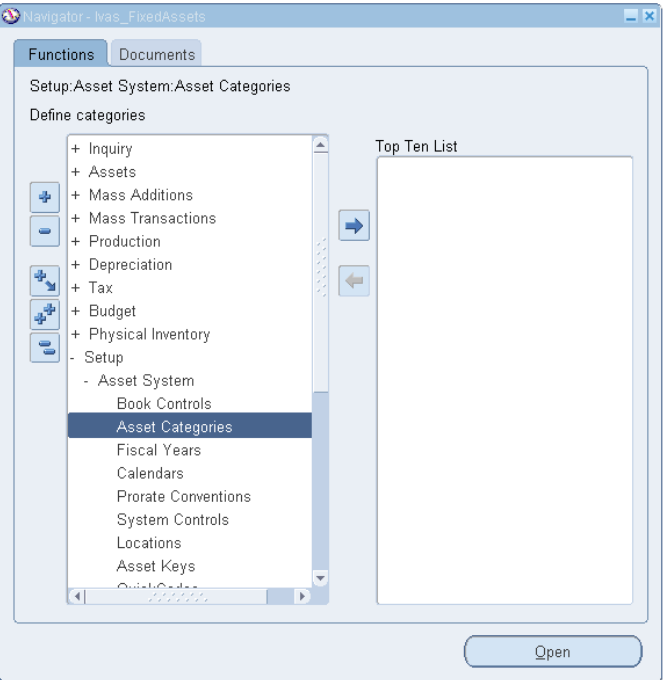 Navigator - Ivas_FixedAssets
Functions
Documents
Setup:Asset System:Asset Categories
Define categories
Top Ten List
+ Inquiry
+ Assets
+ Mass Additions
+ Mass Transactions
+ Production
+ Depreciation
+ Tax
+ Budget
+ Physical Inventory
- Setup
- Asset System
Book Controls
Asset Categories
Fiscal Years
Calendars
Prorate Conventions
System Controls
Locations
Asset Keys
QuickCodes
Open